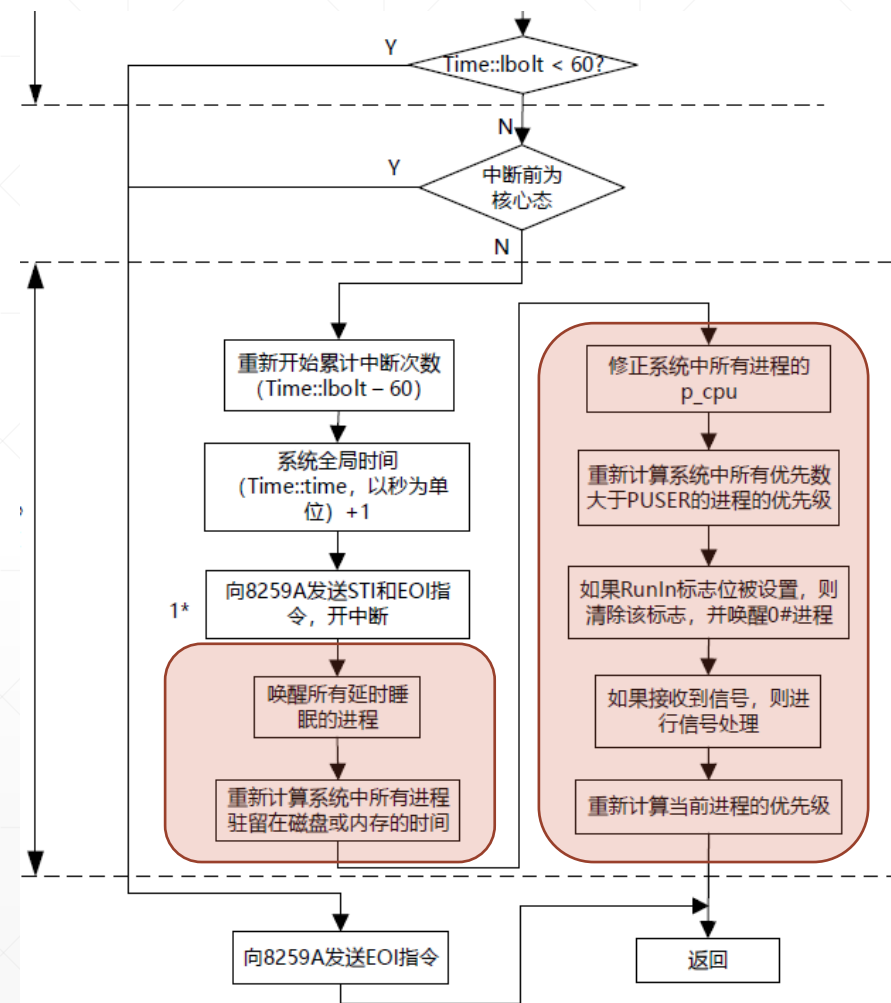 Y
Time::lbolt < 60?
N
Y
中断前为
核心态
N
重新开始累计中断次数
（Time::lbolt – 60）
系统全局时间
（Time::time，以秒为单
位）+1
1*
向8259A发送STI和EOI指
令，开中断
唤醒所有延时睡
眠的进程
重新计算系统中所有进程
驻留在磁盘或内存的时间
修正系统中所有进程的
p_cpu
重新计算系统中所有优先数
大于PUSER的进程的优先级
如果RunIn标志位被设置，则
清除该标志，并唤醒0#进程
如果接收到信号，则进
行信号处理
重新计算当前进程的优先级
向8259A发送EOI指令
返回